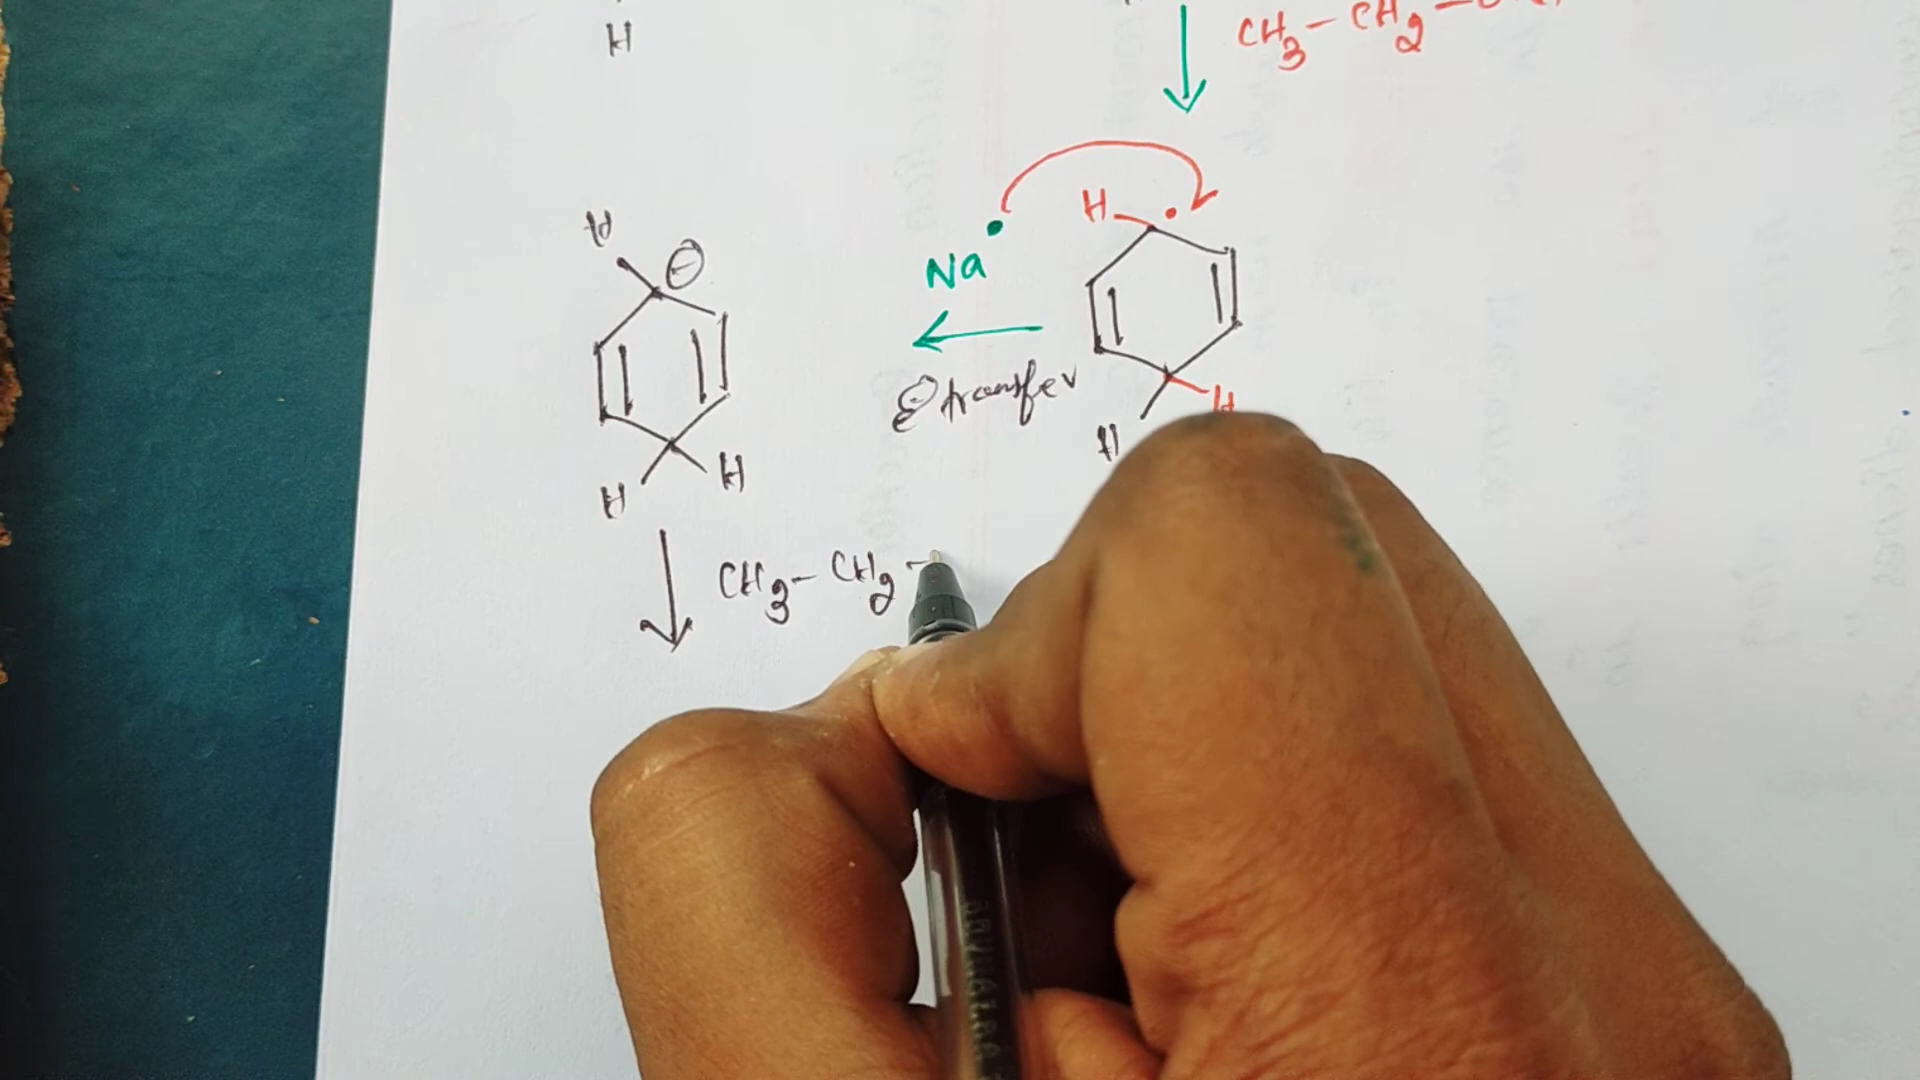 H
CH3-CH2-
H
H
Na
⊖
⊖ transfer
H
H
H
H
CH3-CH2-